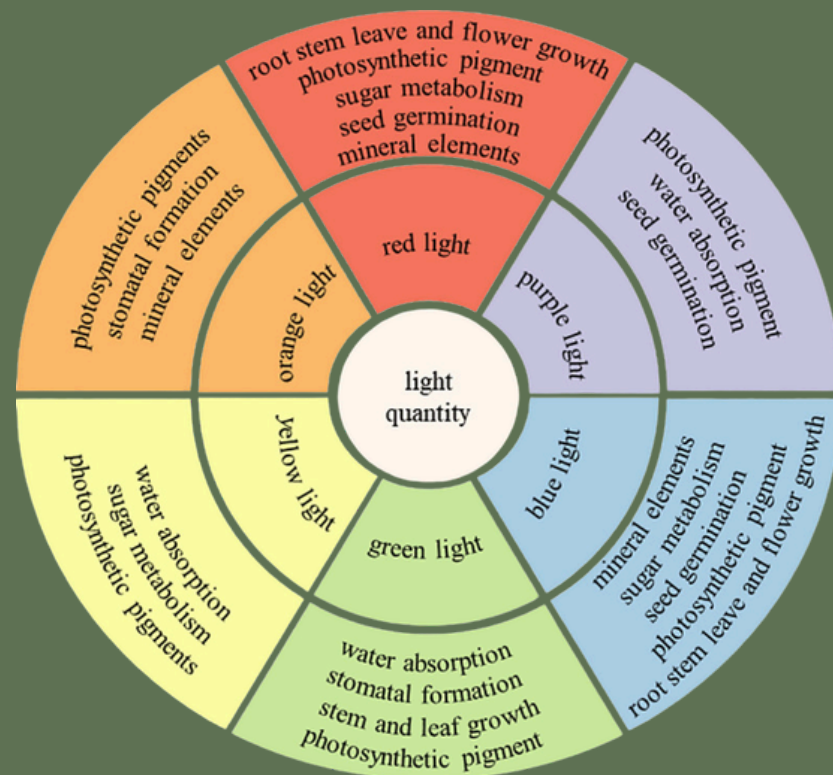 root stem leave and flower growth
photosynthetic pigment
sugar metabolism
seed germination
mineral elements
red light
photosynthetic pigment
water absorption
seed germination
purple light
mineral elements
sugar metabolism
seed germination
photosynthetic pigment
root stem leave and flower growth
blue light
green light
water absorption
stomatal formation
stem and leaf growth
photosynthetic pigment
yellow light
water absorption
sugar metabolism
photosynthetic pigments
orange light
photosynthetic pigments
stomatal formation
mineral elements
light
quantity